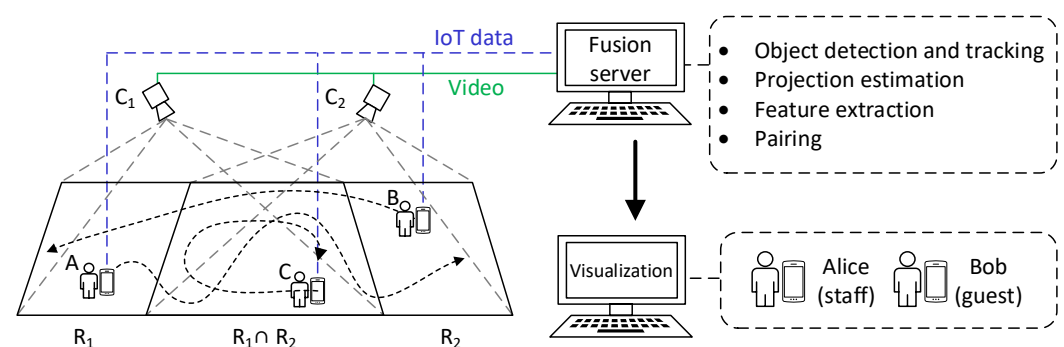 IoT data
Video
C1
C2
Fusion
server
• Object detection and tracking
• Projection estimation
• Feature extraction
• Pairing
A
B
C
R1
R1∩ R2
R2
Visualization
Alice
(staff)
Bob
(guest)